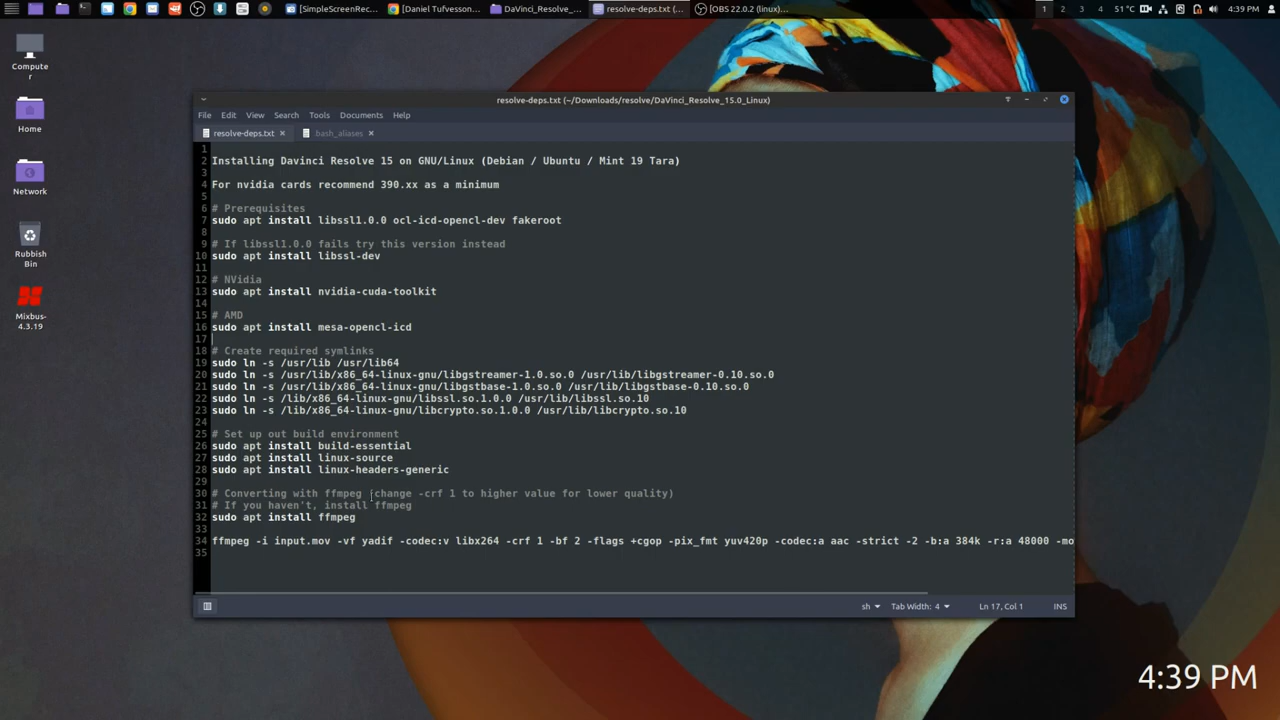 [SimpleScreenRec...
[Daniel Tufvesson...
DaVinci_Resolve_...
resolve-deps.txt (...
[OBS 22.0.2 (linux)...
1
2
3
4
51°C
4:39 PM
Computer
Home
Network
Rubbish Bin
Mixbus-4.3.19
resolve-deps.txt (~/Downloads/resolve/DaVinci_Resolve_15.0_Linux)
File Edit View Search Tools Documents Help
resolve-deps.txt
bash_aliases
1
2 Installing Davinci Resolve 15 on GNU/Linux (Debian / Ubuntu / Mint 19 Tara)
3
4 For nvidia cards recommend 390.xx as a minimum
5
6 # Prerequisites
7 sudo apt install libssl1.0.0 ocl-icd-opencl-dev fakeroot
8
9 # If libssl1.0.0 fails try this version instead
10 sudo apt install libssl-dev
11
12 # NVidia
13 sudo apt install nvidia-cuda-toolkit
14
15 # AMD
16 sudo apt install mesa-opencl-icd
17
18 # Create required symlinks
19 sudo ln -s /usr/lib /usr/lib64
20 sudo ln -s /usr/lib/x86_64-linux-gnu/libgstreamer-1.0.so.0 /usr/lib/libgstreamer-0.10.so.0
21 sudo ln -s /usr/lib/x86_64-linux-gnu/libgstbase-1.0.so.0 /usr/lib/libgstbase-0.10.so.0
22 sudo ln -s /lib/x86_64-linux-gnu/libssl.so.1.0.0 /usr/lib/libssl.so.10
23 sudo ln -s /lib/x86_64-linux-gnu/libcrypto.so.1.0.0 /usr/lib/libcrypto.so.10
24
25 # Set up out build environment
26 sudo apt install build-essential
27 sudo apt install linux-source
28 sudo apt install linux-headers-generic
29
30 # Converting with ffmpeg (change -crf 1 to higher value for lower quality)
31 # If you haven't, install ffmpeg
32 sudo apt install ffmpeg
33
34 ffmpeg -i input.mov -vf yadif -codec:v libx264 -crf 1 -bf 2 -flags +cgop -pix_fmt yuv420p -codec:a aac -strict -2 -b:a 384k -r:a 48000 -mo
35
sh Tab Width: 4 Ln 17, Col 1 INS
4:39 PM